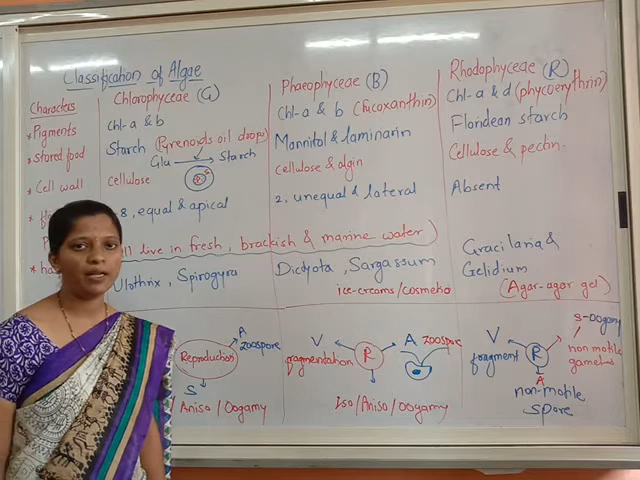 Classification of Algae
Characters
* Pigments
* Stored food
* Cell wall
Chlorophyceae (G)
Chl-a & b
Starch (Pyrenoids oil drops)
Glu → Starch
cellulose
8, equal & apical
Phaeophyceae (B)
Chl-a & b (fucoxanthin)
Mannitol & laminarin
cellulose & algin
2, unequal & lateral
Rhodophyceae (R)
Chl-a & d (phycoerythrin)
Floridean starch
Cellulose & pectin
Absent
ll live in fresh, brackish & marine water)
Ulothrix, Spirogyra
Dictyota, Sargassum
ice-creams/cosmetic
Gracilaria &
Gelidium
(Agar-agar gel)
Reproduction
A
zoospore
S
/Aniso/Oogamy
V
fragmentation
R
A zoospore
Iso/Aniso/oogamy
V
fragment
R
S-oogamy
non motile
gametes
A
non-motile
spore